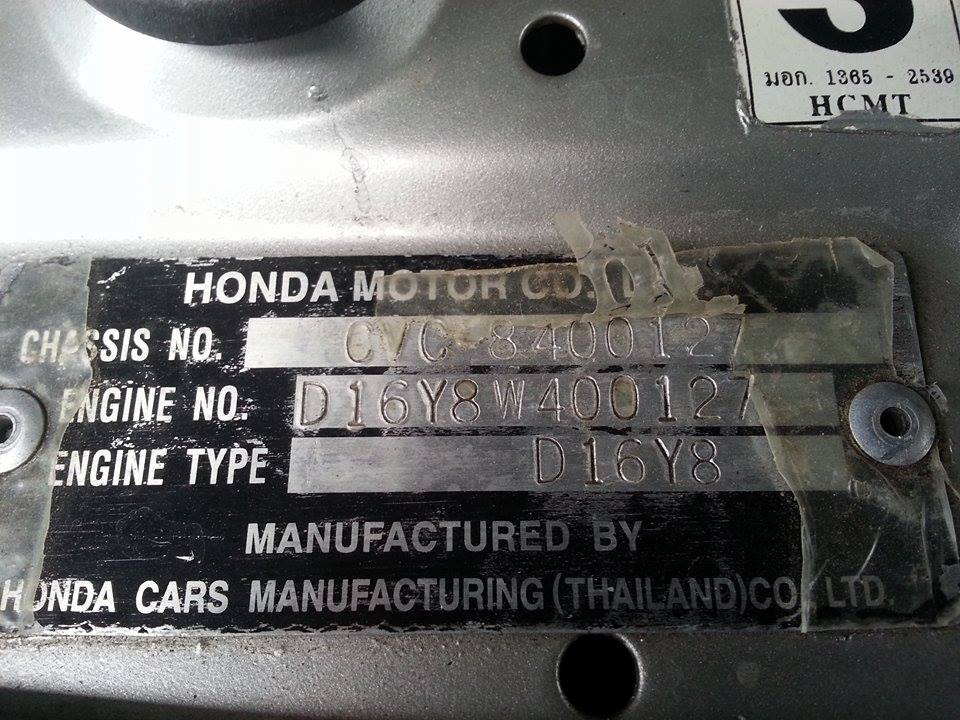 มอก. 1365 - 2539
HCMT
HONDA MOTOR CO.
CHASSIS NO. CVC-8400127
ENGINE NO. D16Y8W400127
ENGINE TYPE D16Y8
MANUFACTURED BY
HONDA CARS MANUFACTURING (THAILAND) CO. LTD.